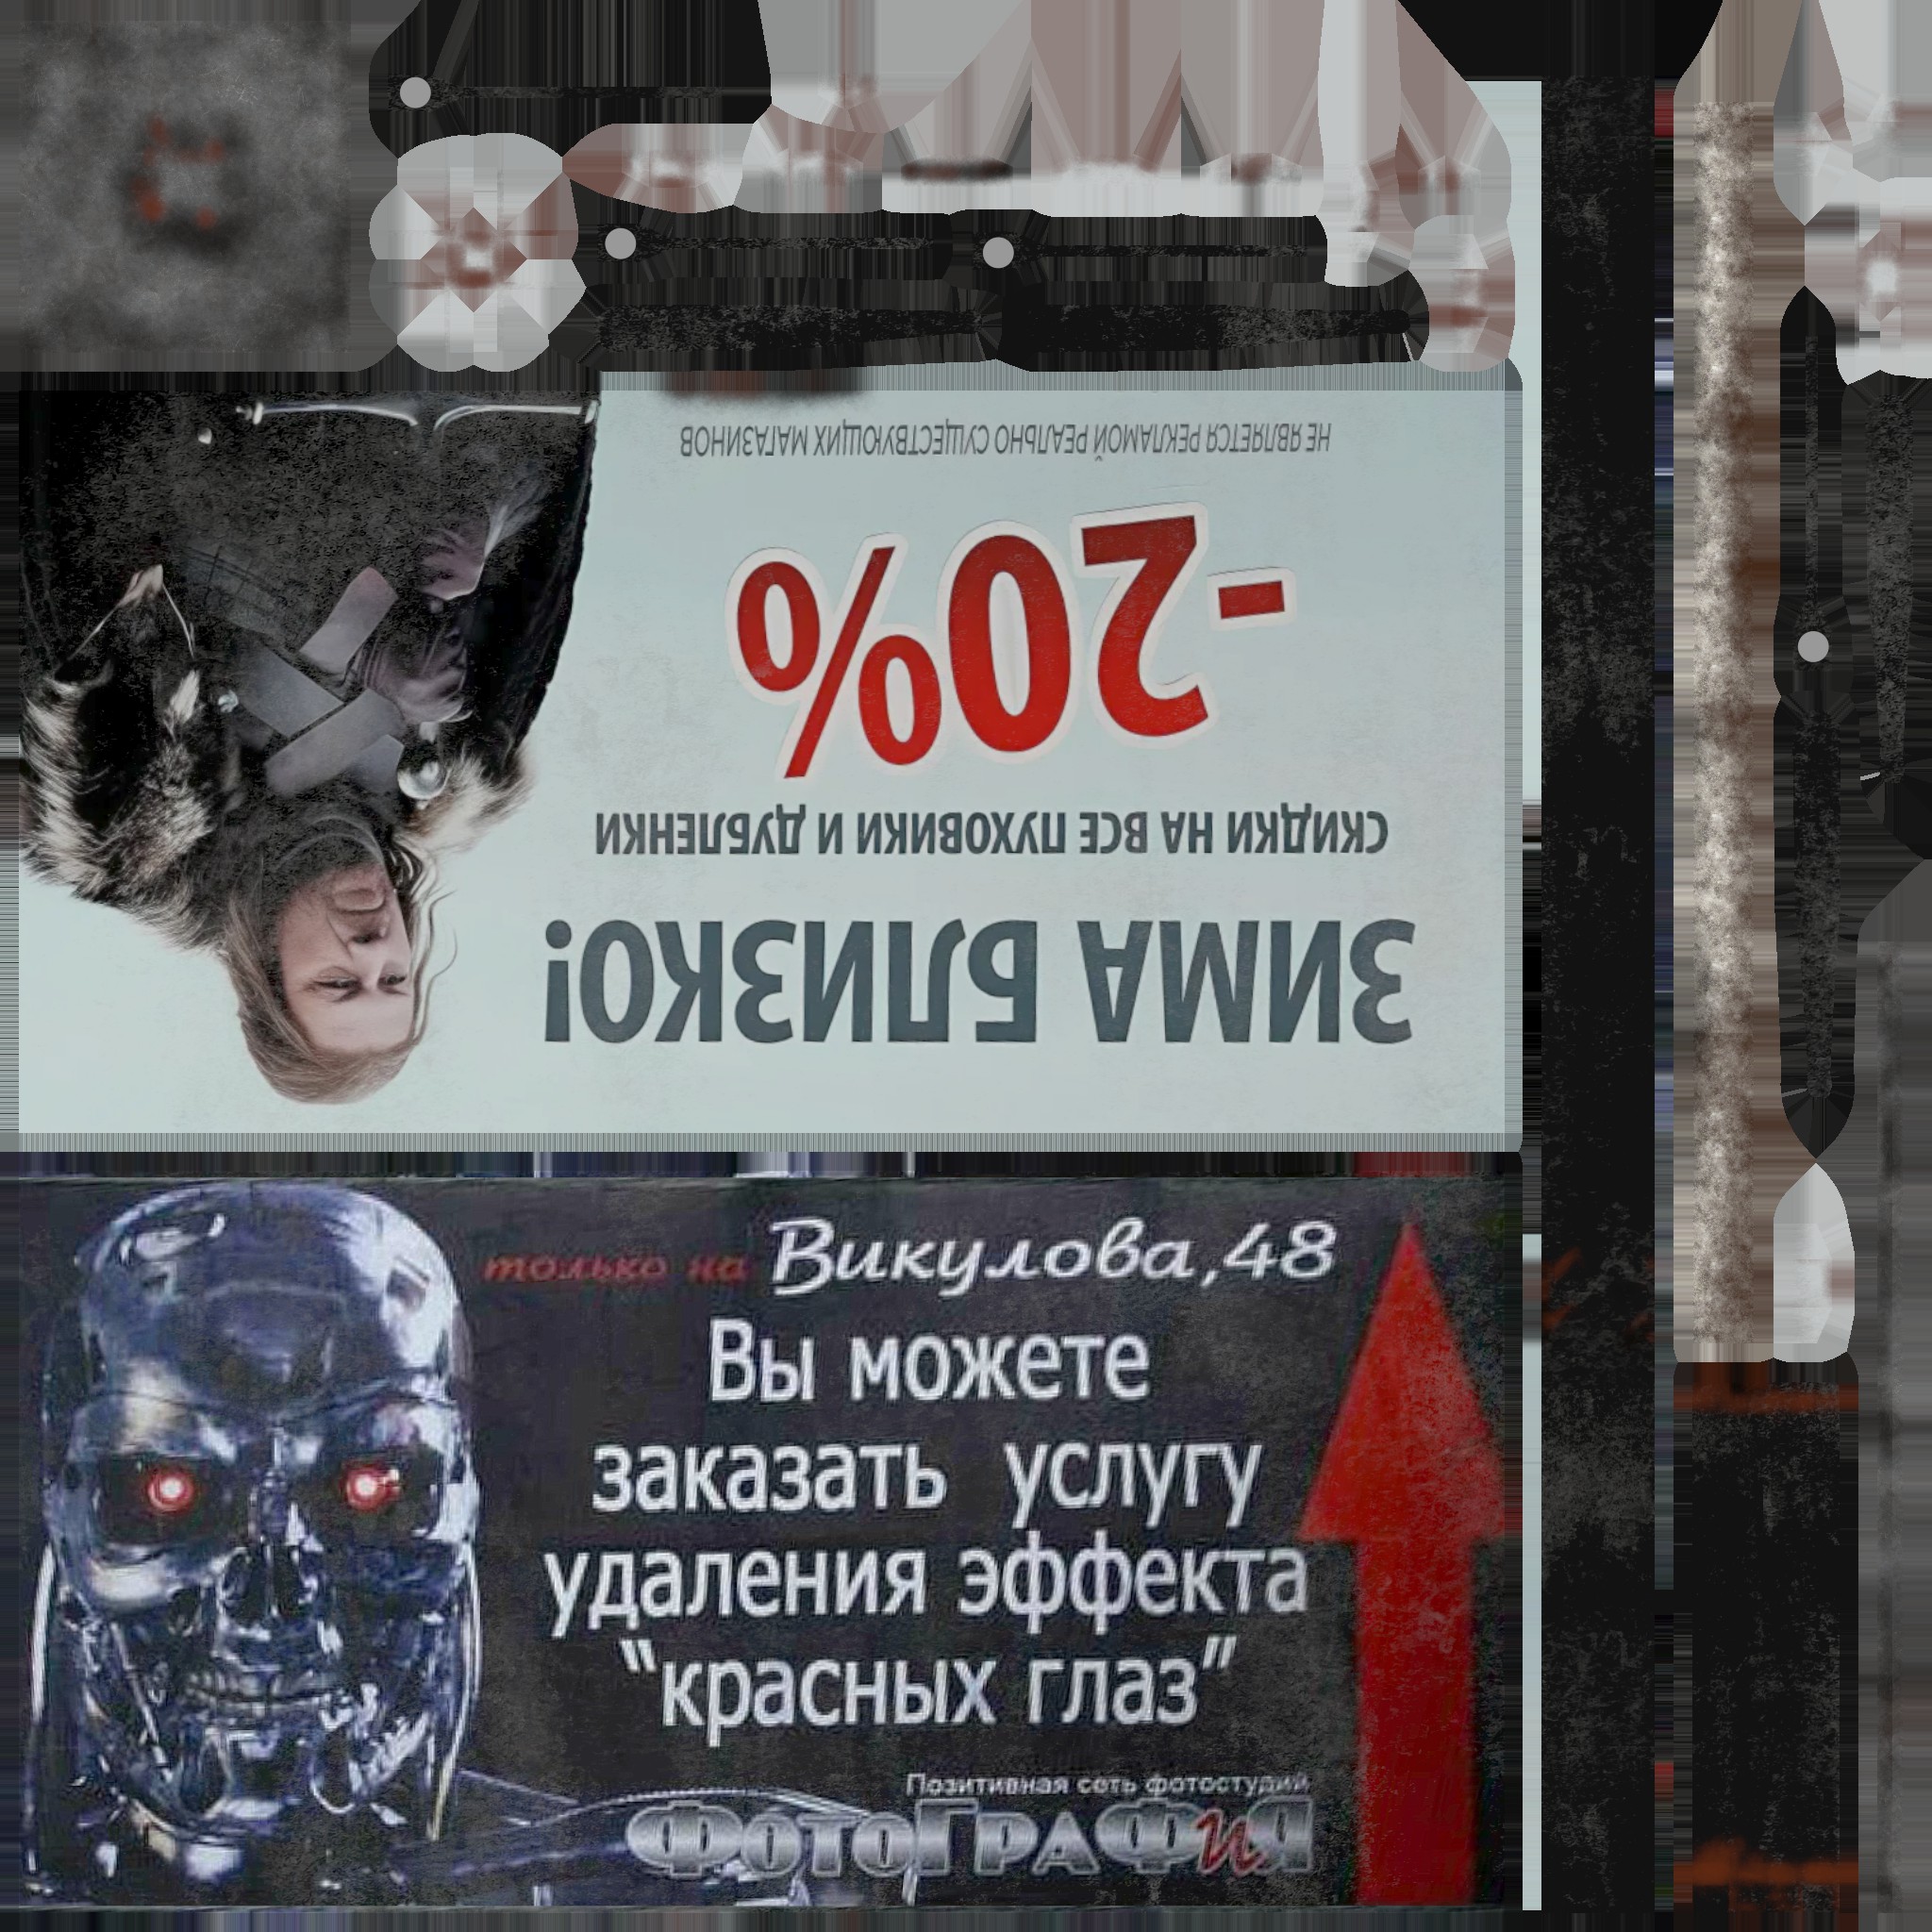 ЗИМА БЛИЗКО!
СКИДКИ НА ВСЕ ПУХОВИКИ И ДУБЛЕНКИ
-20%
НЕ ЯВЛЯЕТСЯ РЕКЛАМОЙ РЕАЛЬНО СУЩЕСТВУЮЩИХ МАГАЗИНОВ
только на Викулова,48
Вы можете
заказать услугу
удаления эффекта
"красных глаз"
Позитивная сеть фотостудий
ФотоГраФиЯ